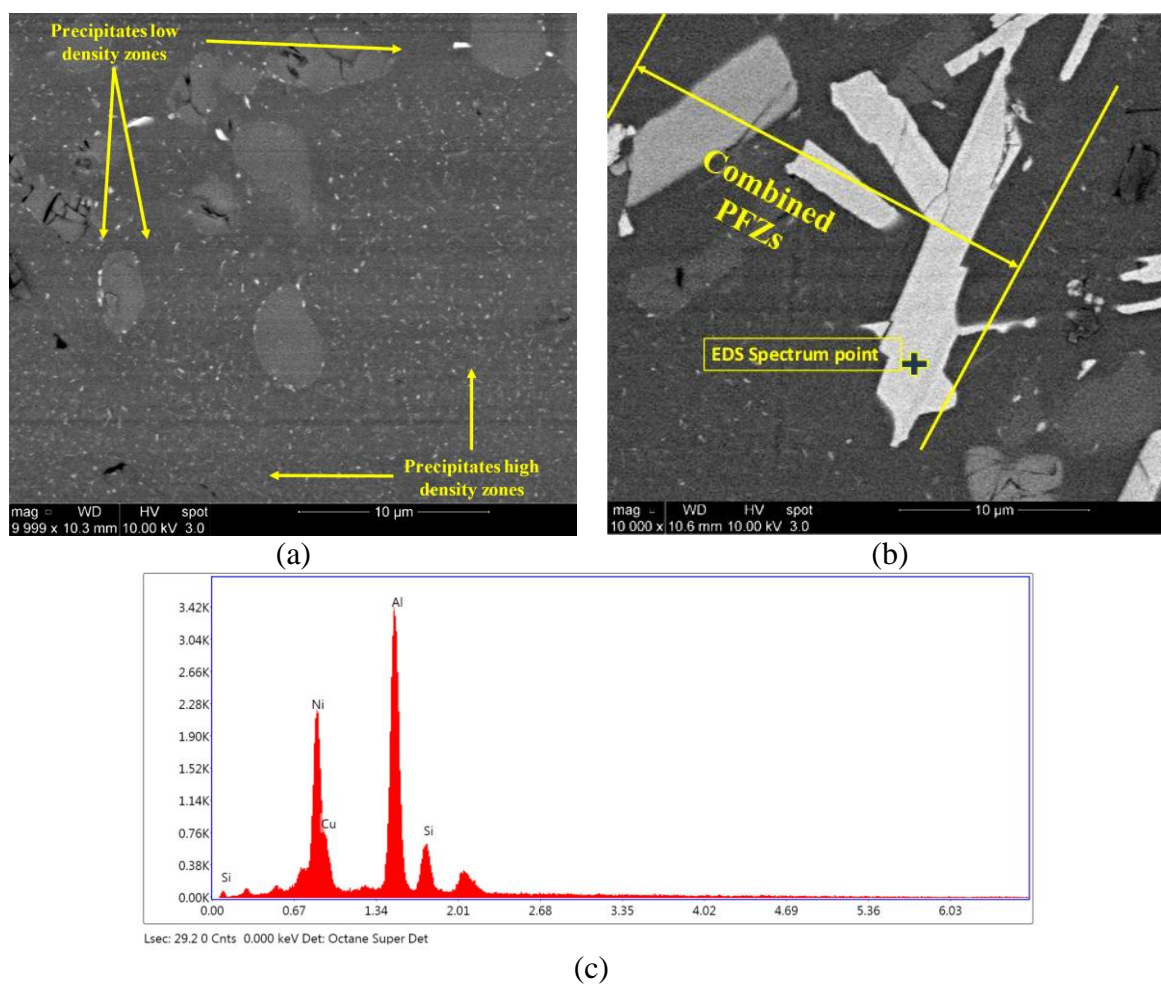 Precipitates low
density zones
Precipitates high
density zones
mag WD HV spot
9 999 x 10.3 mm 10.00 kV 3.0
10 µm
(a)
Combined
PFZs
EDS Spectrum point
mag WD HV spot
10 000 x 10.6 mm 10.00 kV 3.0
10 µm
(b)
3.42K
3.04K
2.66K
2.28K
1.90K
1.52K
1.14K
0.76K
0.38K
0.00K
Al
Ni
Cu
Si
Si
0.00 0.67 1.34 2.01 2.68 3.35 4.02 4.69 5.36 6.03
Lsec: 29.2 0 Cnts 0.000 keV Det: Octane Super Det
(c)